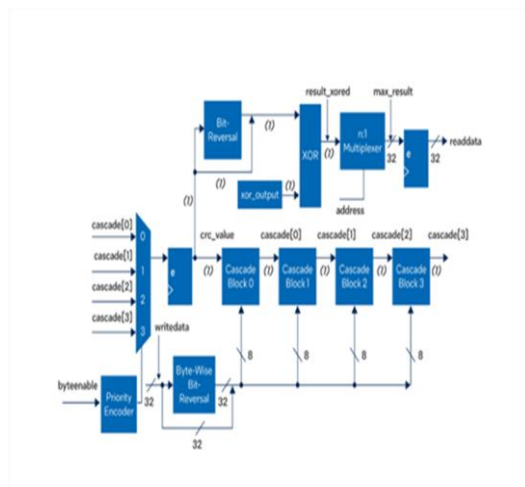 result_xored
max_result
Bit-
Reversal
(1)
XOR
(1)
n:1
Multiplexer
32
e
32
readdata
(1)
(1)
xor_output
(1)
address
cascade[0]
0
cascade[1]
1
cascade[2]
2
cascade[3]
3
e
crc_value
(1)
Cascade
Block 0
cascade[0]
(1)
Cascade
Block 1
cascade[1]
(1)
Cascade
Block 2
cascade[2]
(1)
Cascade
Block 3
cascade[3]
(1)
writedata
8
8
8
8
byteenable
Priority
Encoder
32
Byte-Wise
Bit-
Reversal
32
32